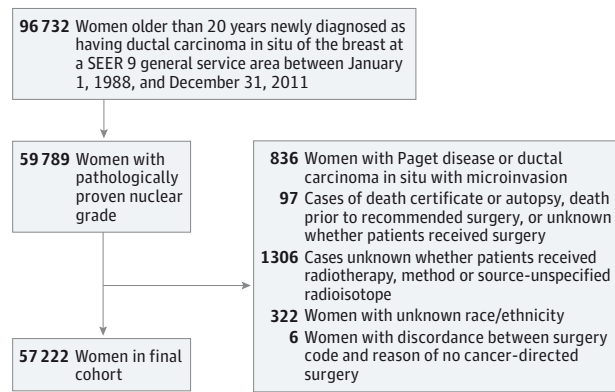 96 732 Women older than 20 years newly diagnosed as
having ductal carcinoma in situ of the breast at
a SEER 9 general service area between January
1, 1988, and December 31, 2011
59 789 Women with
pathologically
proven nuclear
grade
836 Women with Paget disease or ductal
carcinoma in situ with microinvasion
97 Cases of death certificate or autopsy, death
prior to recommended surgery, or unknown
whether patients received surgery
1306 Cases unknown whether patients received
radiotherapy, method or source-unspecified
radioisotope
322 Women with unknown race/ethnicity
6 Women with discordance between surgery
code and reason of no cancer-directed
surgery
57 222 Women in final
cohort